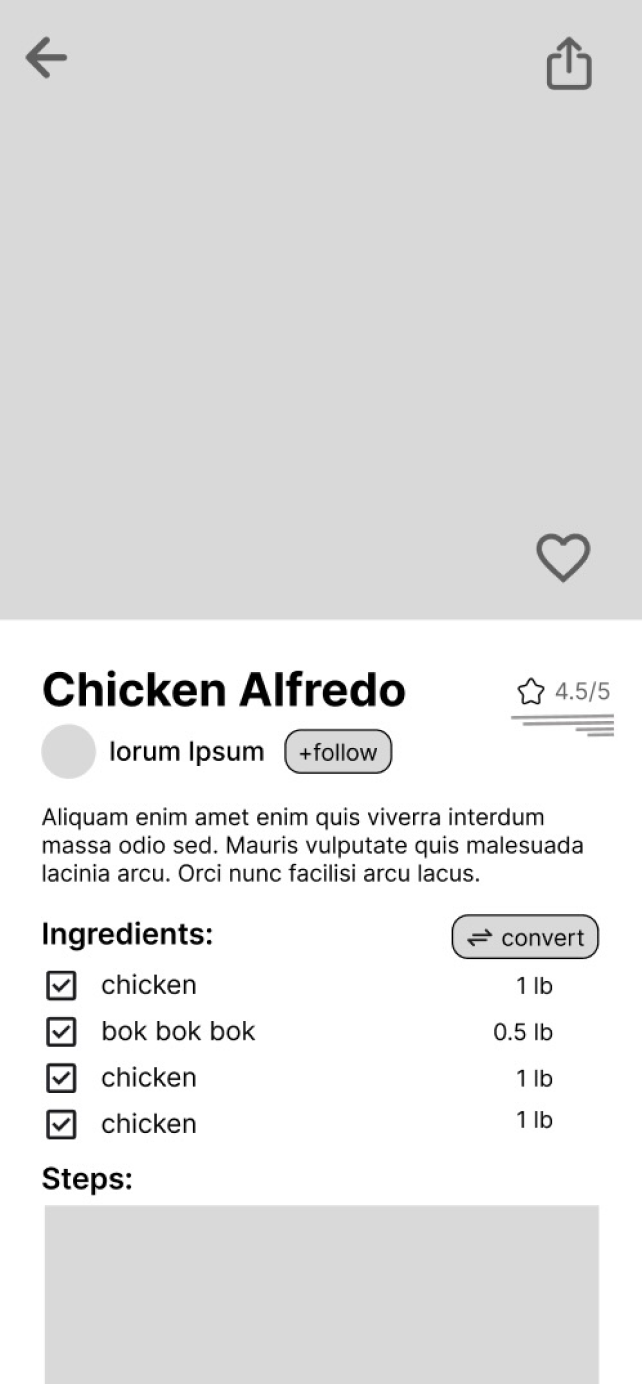 Chicken Alfredo
4.5/5
lorum Ipsum
+follow
Aliquam enim amet enim quis viverra interdum
massa odio sed. Mauris vulputate quis malesuada
lacinia arcu. Orci nunc facilisi arcu lacus.
Ingredients:
convert
chicken 1 lb
bok bok bok 0.5 lb
chicken 1 lb
chicken 1 lb
Steps: